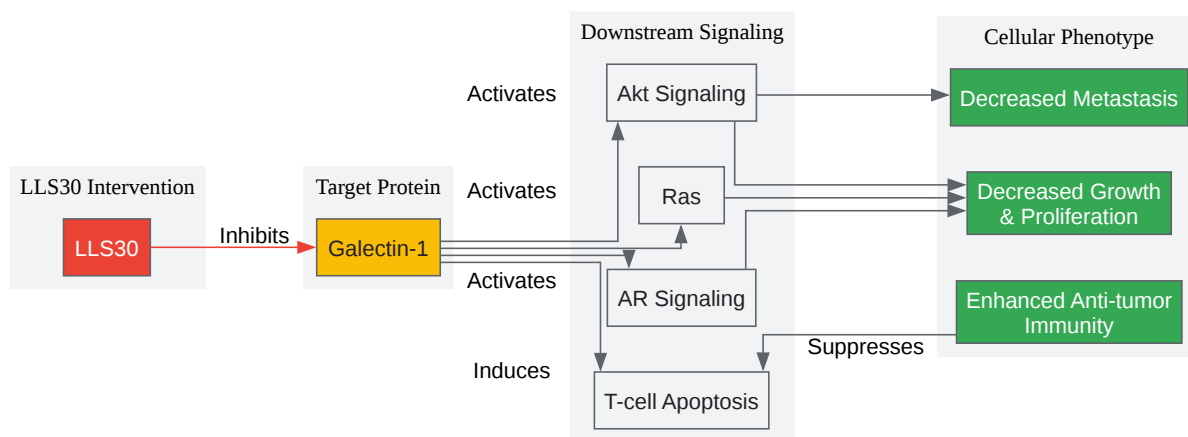 Downstream Signaling
Cellular Phenotype
Activates
Akt Signaling
Decreased Metastasis
LLS30 Intervention
Target Protein
Activates
Ras
Decreased Growth
& Proliferation
LLS30
Inhibits
Galectin-1
Activates
AR Signaling
Enhanced Anti-tumor
Immunity
Suppresses
Induces
T-cell Apoptosis